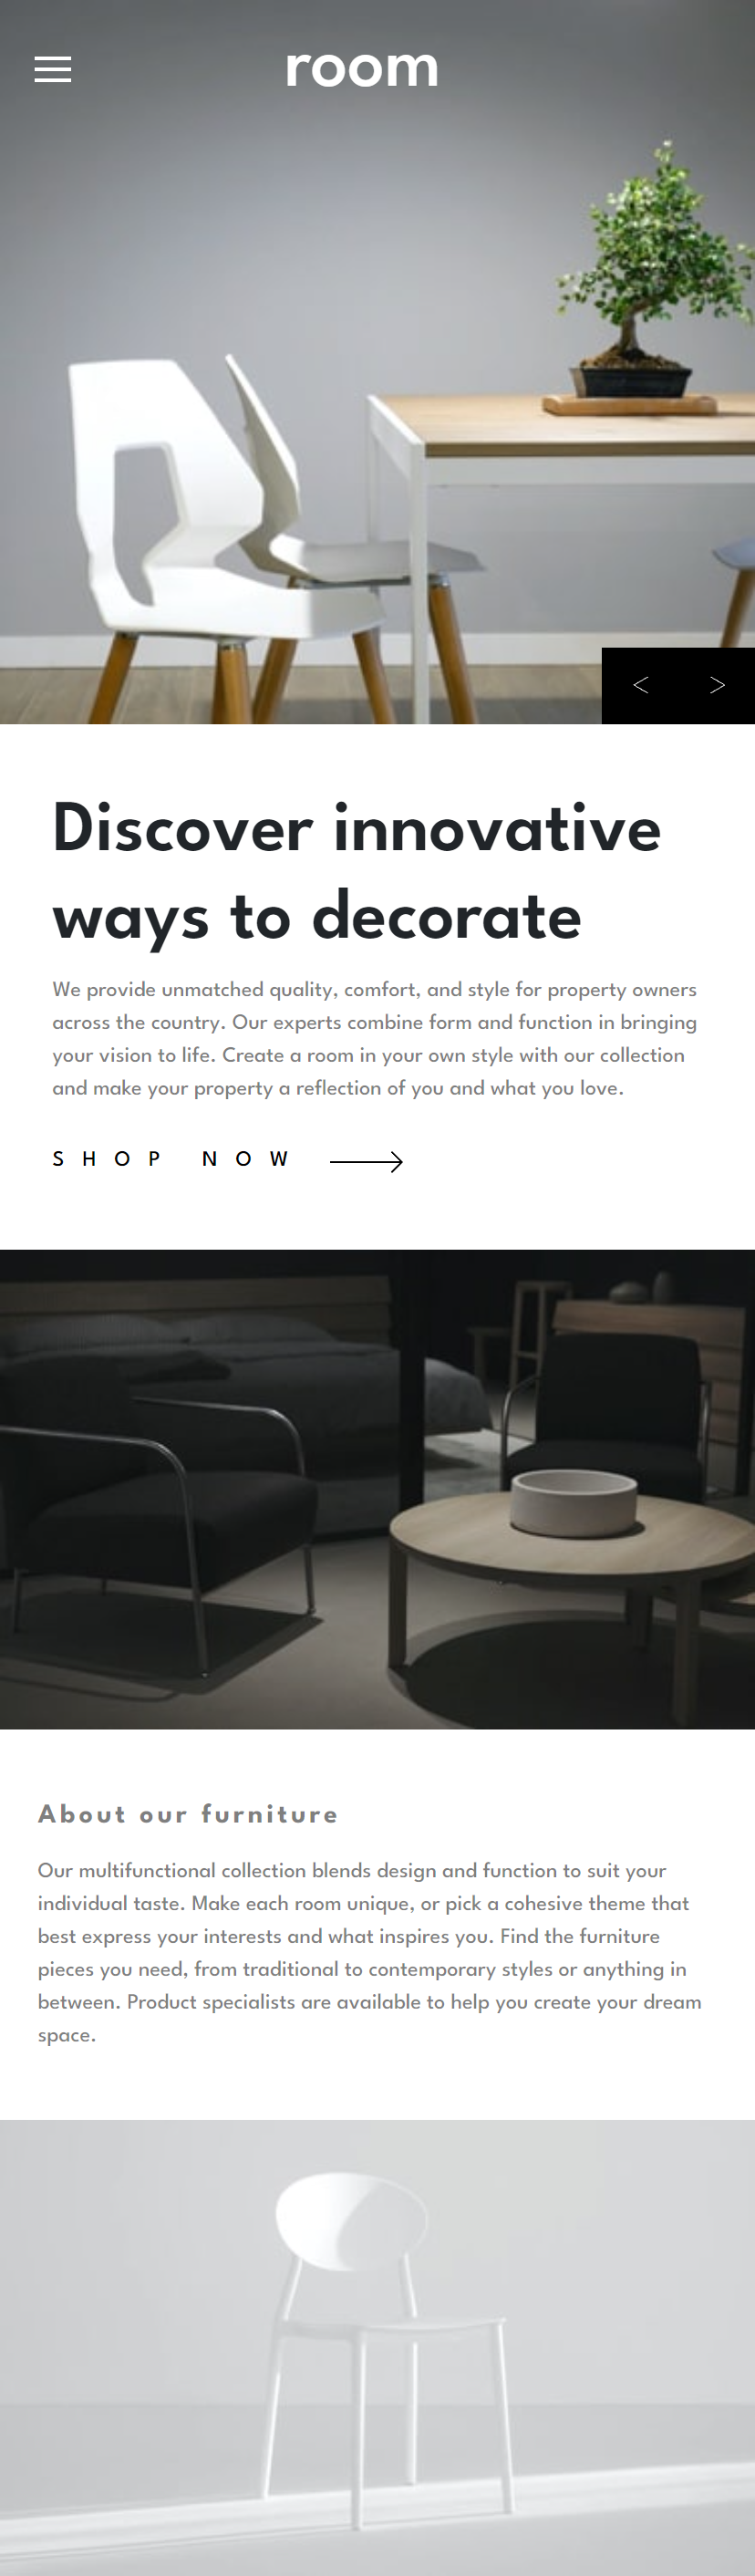 room
< >
Discover innovative
ways to decorate
We provide unmatched quality, comfort, and style for property owners
across the country. Our experts combine form and function in bringing
your vision to life. Create a room in your own style with our collection
and make your property a reflection of you and what you love.
SHOP NOW
About our furniture
Our multifunctional collection blends design and function to suit your
individual taste. Make each room unique, or pick a cohesive theme that
best express your interests and what inspires you. Find the furniture
pieces you need, from traditional to contemporary styles or anything in
between. Product specialists are available to help you create your dream
space.